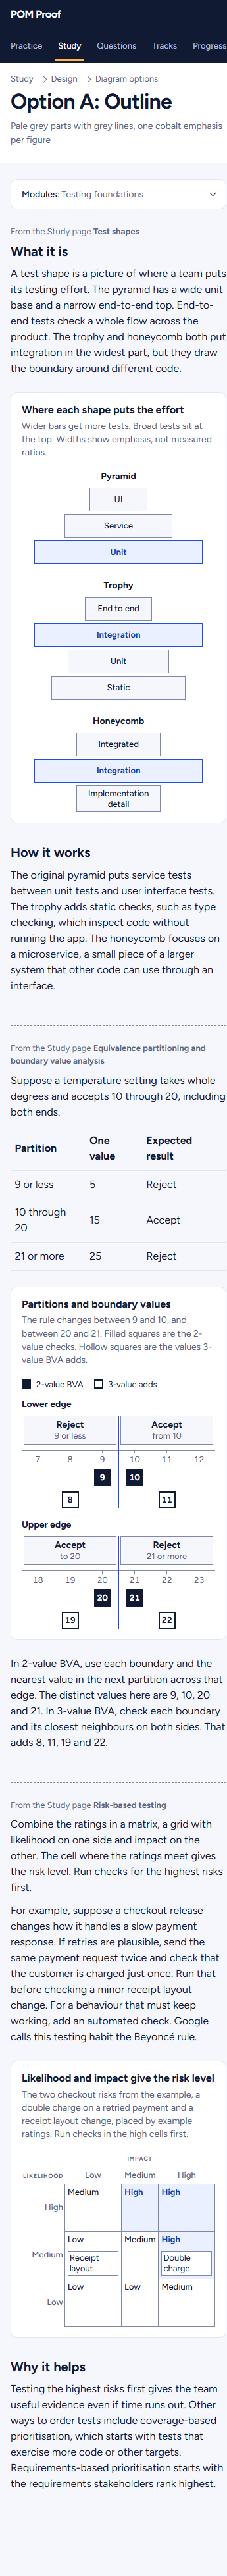 POM Proof
Practice Study Questions Tracks Progress
Study > Design > Diagram options
Option A: Outline
Pale grey parts with grey lines, one cobalt emphasis
per figure
Modules: Testing foundations
From the Study page Test shapes
What it is
A test shape is a picture of where a team puts
its testing effort. The pyramid has a wide unit
base and a narrow end-to-end top. End-to-
end tests check a whole flow across the
product. The trophy and honeycomb both put
integration in the widest part, but they draw
the boundary around different code.
Where each shape puts the effort
Wider bars get more tests. Broad tests sit at
the top. Widths show emphasis, not measured
ratios.
Pyramid
UI
Service
Unit
Trophy
End to end
Integration
Unit
Static
Honeycomb
Integrated
Integration
Implementation
detail
How it works
The original pyramid puts service tests
between unit tests and user interface tests.
The trophy adds static checks, such as type
checking, which inspect code without
running the app. The honeycomb focuses on
a microservice, a small piece of a larger
system that other code can use through an
interface.
From the Study page Equivalence partitioning and
boundary value analysis
Suppose a temperature setting takes whole
degrees and accepts 10 through 20, including
both ends.
Partition One value Expected result
9 or less 5 Reject
10 through 20 15 Accept
21 or more 25 Reject
Partitions and boundary values
The rule changes between 9 and 10, and
between 20 and 21. Filled squares are the 2-
value checks. Hollow squares are the values 3-
value BVA adds.
2-value BVA 3-value adds
Lower edge
Reject Accept
9 or less from 10
7 8 9 10 11 12
9 10
8 11
Upper edge
Accept Reject
to 20 21 or more
18 19 20 21 22 23
20 21
19 22
In 2-value BVA, use each boundary and the
nearest value in the next partition across that
edge. The distinct values here are 9, 10, 20
and 21. In 3-value BVA, check each boundary
and its closest neighbours on both sides. That
adds 8, 11, 19 and 22.
From the Study page Risk-based testing
Combine the ratings in a matrix, a grid with
likelihood on one side and impact on the
other. The cell where the ratings meet gives
the risk level. Run checks for the highest risks
first.
For example, suppose a checkout release
changes how it handles a slow payment
response. If retries are plausible, send the
same payment request twice and check that
the customer is charged just once. Run that
before checking a minor receipt layout
change. For a behaviour that must keep
working, add an automated check. Google
calls this testing habit the Beyoncé rule.
Likelihood and impact give the risk level
The two checkout risks from the example, a
double charge on a retried payment and a
receipt layout change, placed by example
ratings. Run checks in the high cells first.
IMPACT
LIKELIHOOD Low Medium High
High Medium High High
Medium Low Medium High
Receipt layout Double charge
Low Low Low Medium
Why it helps
Testing the highest risks first gives the team
useful evidence even if time runs out. Other
ways to order tests include coverage-based
prioritisation, which starts with tests that
exercise more code or other targets.
Requirements-based prioritisation starts with
the requirements stakeholders rank highest.